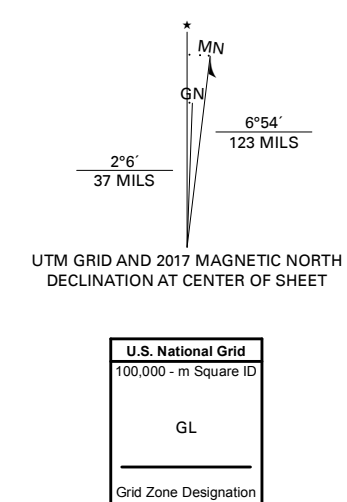 ★
MN
GN
6°54´
123 MILS
2°6´
37 MILS
UTM GRID AND 2017 MAGNETIC NORTH
DECLINATION AT CENTER OF SHEET
U.S. National Grid
100,000 - m Square ID
GL
Grid Zone Designation